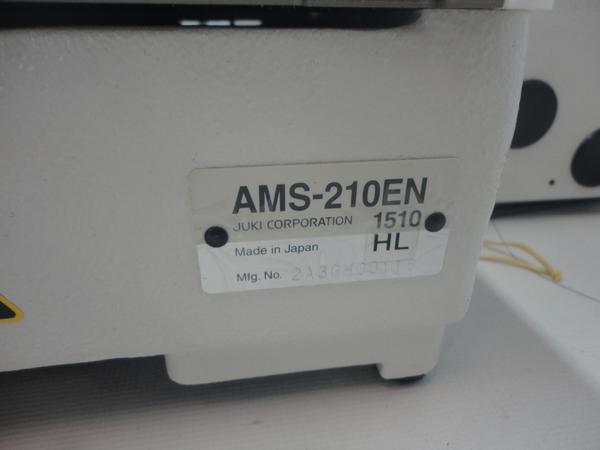 AMS-210EN
JUKI CORPORATION 1510
Made in Japan HL
Mfg. No.